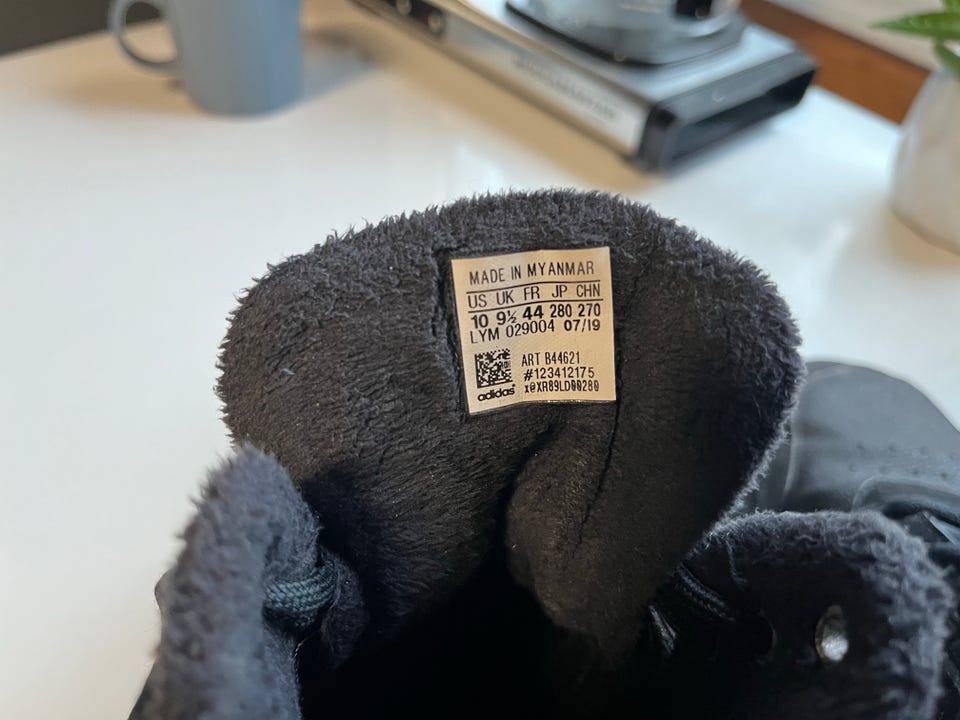 MADE IN MYANMAR
US UK FR JP CHN
10 9½ 44 280 270
LYM 029004 07/19
ART B44621
#123412175
x@XR89LD00280
adidas